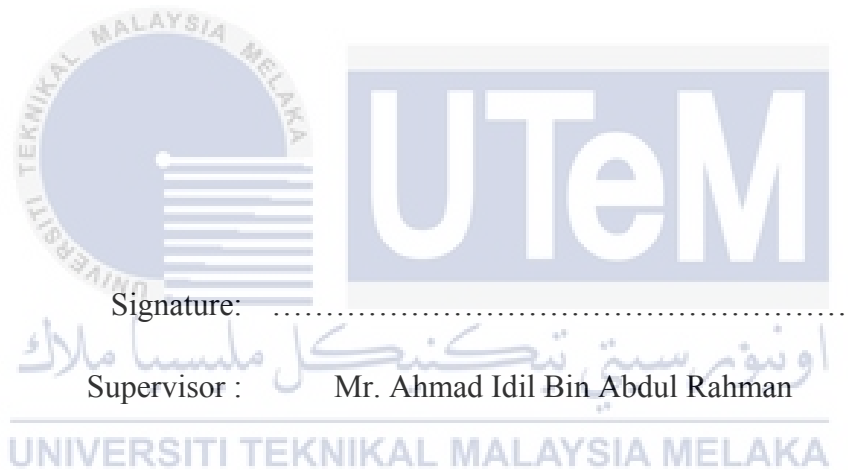 UNIVERSITI TEKNIKAL MALAYSIA MELAKA
UTeM
Signature: ……………………………………………
اونيۏرسيتي تيكنيكل مليسيا ملاك
Supervisor : Mr. Ahmad Idil Bin Abdul Rahman
UNIVERSITI TEKNIKAL MALAYSIA MELAKA